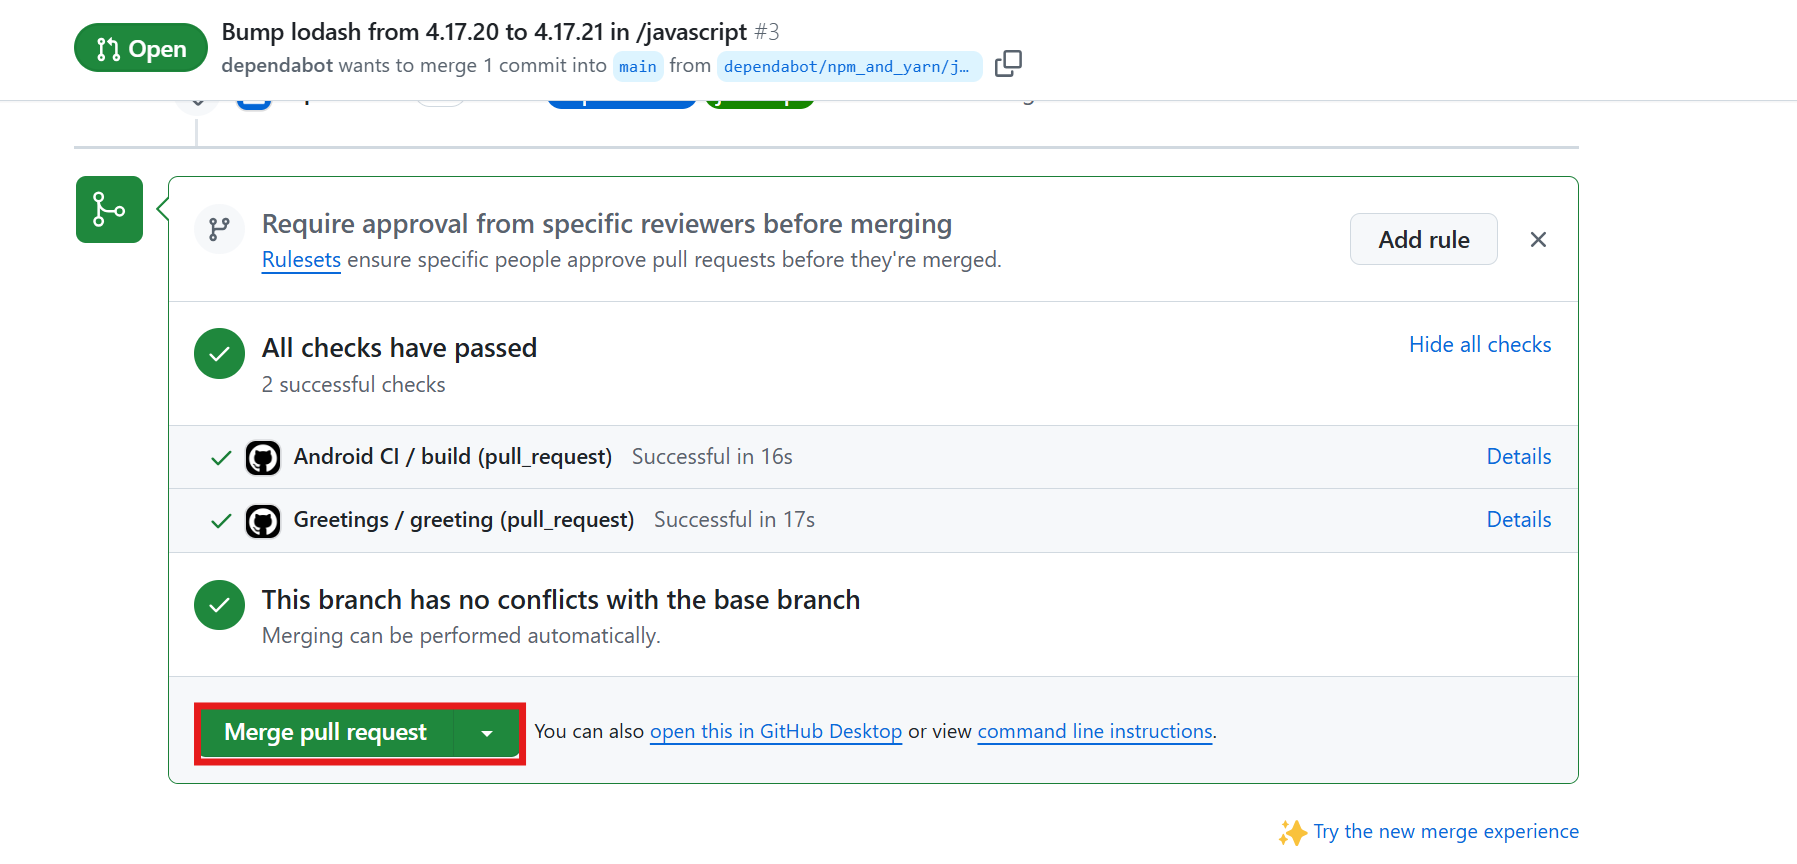 Open
Bump lodash from 4.17.20 to 4.17.21 in /javascript #3
dependabot wants to merge 1 commit into main from dependabot/npm_and_yarn/j…
Require approval from specific reviewers before merging
Add rule
Rulesets ensure specific people approve pull requests before they're merged.
All checks have passed
Hide all checks
2 successful checks
Android CI / build (pull_request) Successful in 16s
Details
Greetings / greeting (pull_request) Successful in 17s
Details
This branch has no conflicts with the base branch
Merging can be performed automatically.
Merge pull request
You can also open this in GitHub Desktop or view command line instructions.
Try the new merge experience